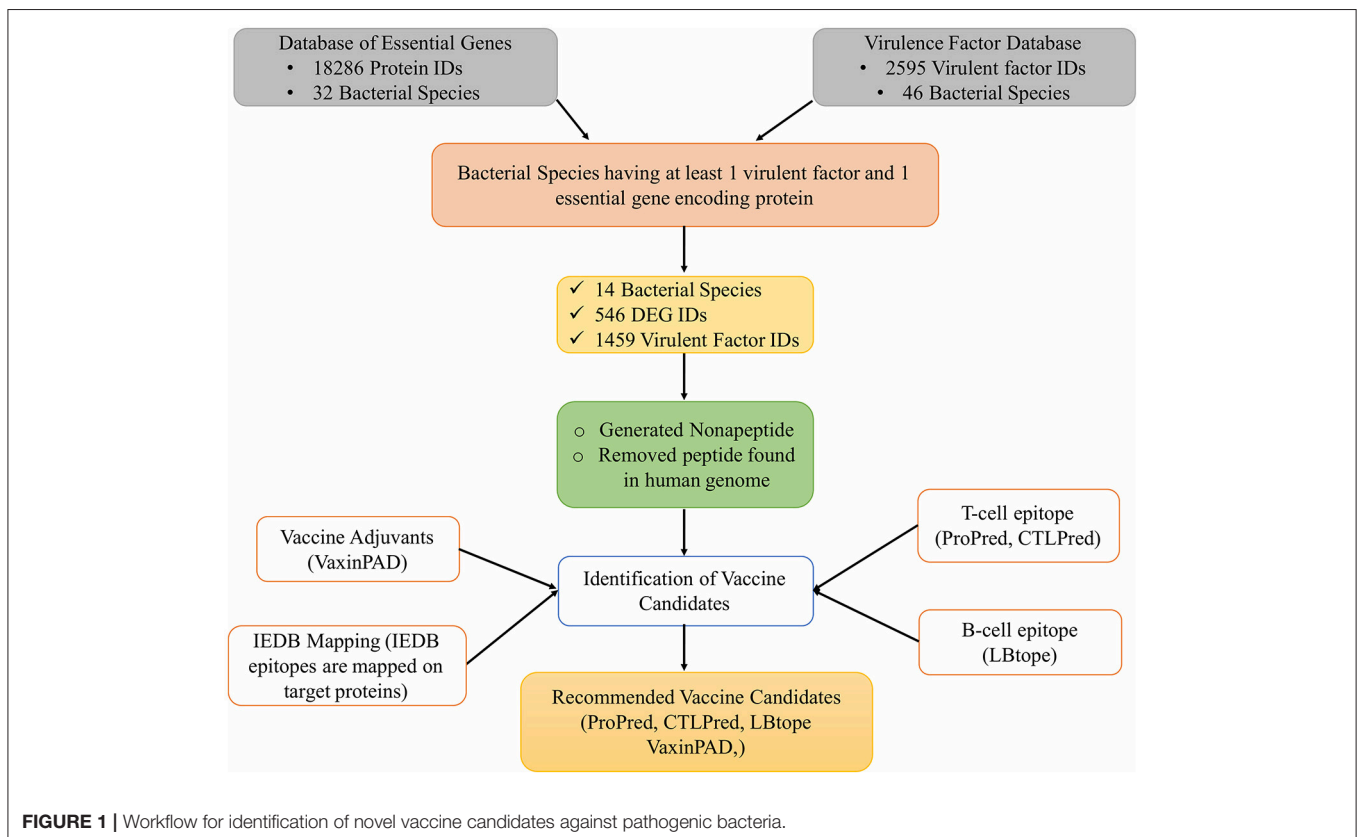 Database of Essential Genes
• 18286 Protein IDs
• 32 Bacterial Species
Virulence Factor Database
• 2595 Virulent factor IDs
• 46 Bacterial Species
Bacterial Species having at least 1 virulent factor and 1
essential gene encoding protein
✓ 14 Bacterial Species
✓ 546 DEG IDs
✓ 1459 Virulent Factor IDs
○ Generated Nonapeptide
○ Removed peptide found
in human genome
Vaccine Adjuvants
(VaxinPAD)
T-cell epitope
(ProPred, CTLPred)
Identification of Vaccine
Candidates
IEDB Mapping (IEDB
epitopes are mapped on
target proteins)
B-cell epitope
(LBtope)
Recommended Vaccine Candidates
(ProPred, CTLPred, LBtope
VaxinPAD,)
FIGURE 1 | Workflow for identification of novel vaccine candidates against pathogenic bacteria.